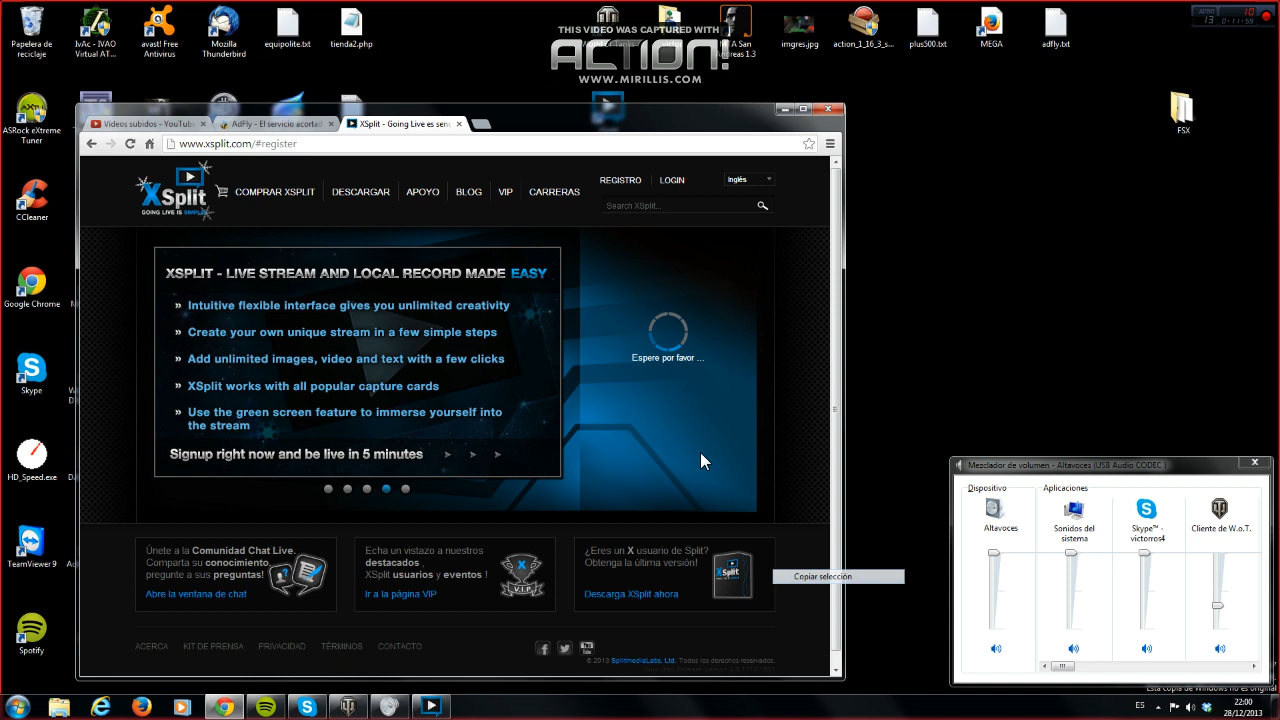 Papelera de reciclaje
IvAc - IVAO Virtual AT...
avast! Free Antivirus
Mozilla Thunderbird
equipolite.txt
tienda2.php
THIS VIDEO WAS CAPTURED WITH
ACTION!
WWW.MIRILLIS.COM
imgres.jpg
action_1_16_3_s...
plus500.txt
MEGA
adfly.txt
AERO
13
10
ASRock eXtreme Tuner
CCleaner
Google Chrome
Skype
HD_Speed.exe
TeamViewer 9
Spotify
FSX
Vídeos subidos - YouTube
AdFly - El servicio acortad
XSplit - Going Live es senc
www.xsplit.com/#register
XSplit
GOING LIVE IS SIMPLE
COMPRAR XSPLIT
DESCARGAR
APOYO
BLOG
VIP
CARRERAS
REGISTRO
LOGIN
Inglés
Search XSplit...
XSPLIT - LIVE STREAM AND LOCAL RECORD MADE EASY
» Intuitive flexible interface gives you unlimited creativity
» Create your own unique stream in a few simple steps
» Add unlimited images, video and text with a few clicks
» XSplit works with all popular capture cards
» Use the green screen feature to immerse yourself into
the stream
Signup right now and be live in 5 minutes
Espere por favor ...
Únete a la Comunidad Chat Live.
Comparta su conocimiento,
pregunte a sus preguntas!
Abre la ventana de chat
Echa un vistazo a nuestros
destacados ,
XSplit usuarios y eventos !
Ir a la página VIP
V.I.P
¿Eres un X usuario de Split?
Obtenga la última versión!
Descarga XSplit ahora
XSplit
Copiar selección
ACERCA
KIT DE PRENSA
PRIVACIDAD
TÉRMINOS
CONTACTO
© 2013 SplitmediaLabs, Ltd. Todos los derechos reservados.
Mezclador de volumen - Altavoces (USB Audio CODEC )
Dispositivo
Aplicaciones
Altavoces
Sonidos del sistema
Skype™ - victorros4
Cliente de W.o.T.
Esta copia de Windows no es original
ES
22:00
28/12/2013